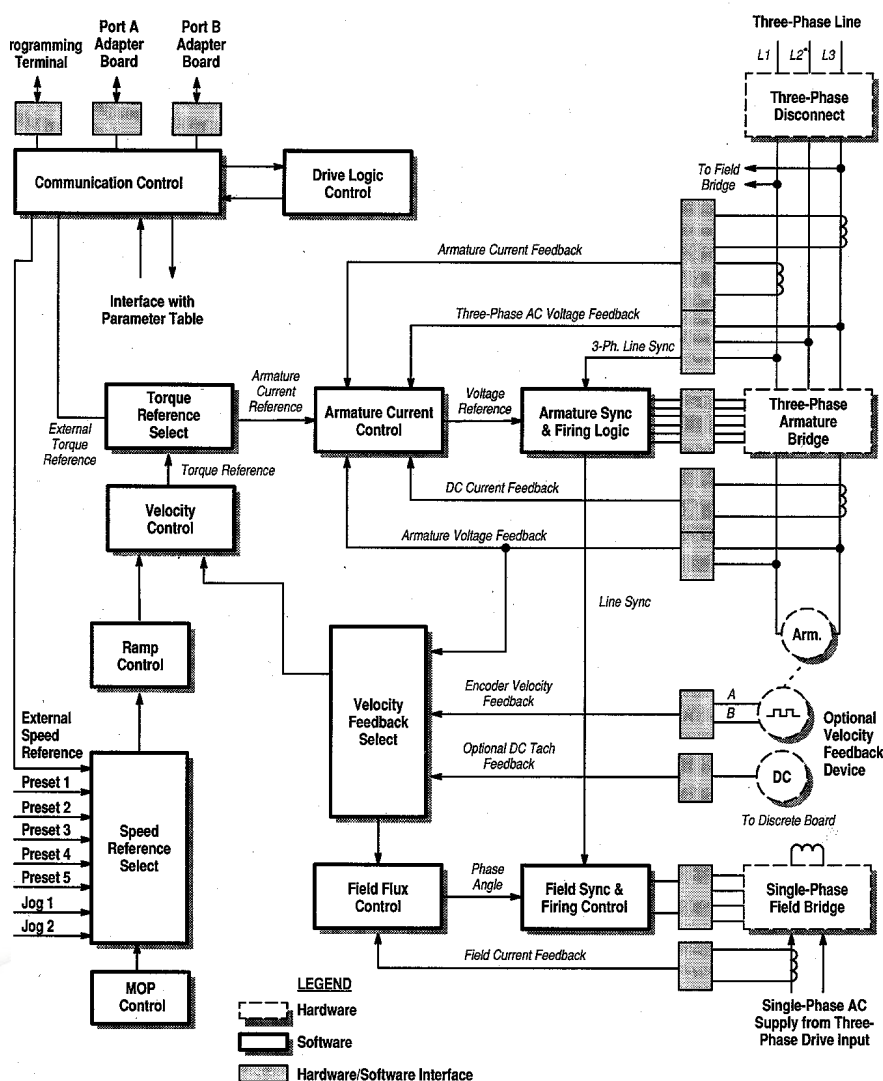 rogramming
Terminal
Port A
Adapter
Board
Port B
Adapter
Board
Three-Phase Line
L1
L2*
L3
Three-Phase
Disconnect
Communication Control
Drive Logic
Control
To Field
Bridge
Armature Current Feedback
Interface with
Parameter Table
Three-Phase AC Voltage Feedback
3-Ph. Line Sync
Armature
Current
Reference
Voltage
Reference
Torque
Reference
Select
Armature Current
Control
Armature Sync
& Firing Logic
Three-Phase
Armature
Bridge
External
Torque
Reference
Torque Reference
DC Current Feedback
Velocity
Control
Armature Voltage Feedback
Line Sync
Ramp
Control
Arm.
Velocity
Feedback
Select
Encoder Velocity
Feedback
A
B
Optional
Velocity
Feedback
Device
External
Speed
Reference
Optional DC Tach
Feedback
DC
To Discrete Board
Preset 1
Preset 2
Preset 3
Preset 4
Preset 5
Jog 1
Jog 2
Speed
Reference
Select
Phase
Angle
Field Flux
Control
Field Sync &
Firing Control
Single-Phase
Field Bridge
Field Current Feedback
MOP
Control
LEGEND
Hardware
Software
Hardware/Software Interface
Single-Phase AC
Supply from Three-
Phase Drive Input